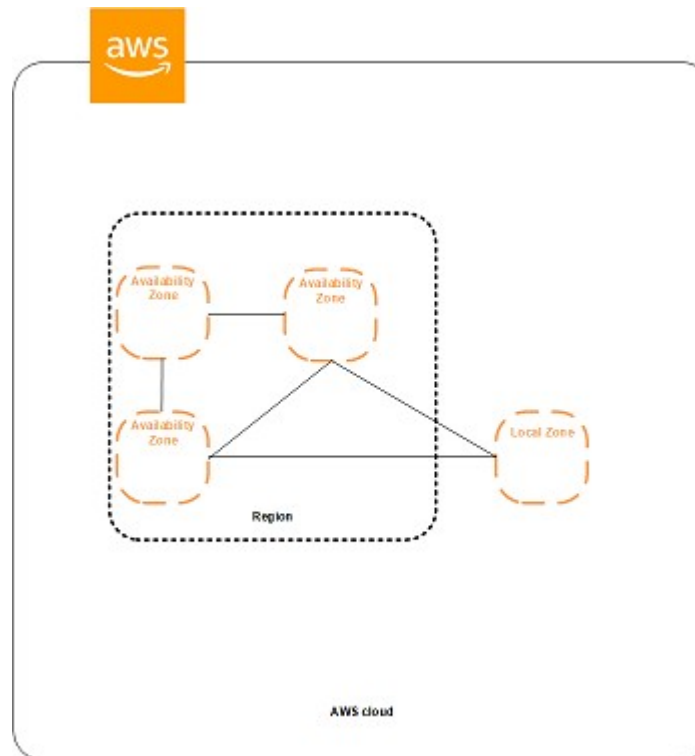 aws
Availability
Zone
Availability
Zone
Availability
Zone
Local Zone
Region
AWS cloud